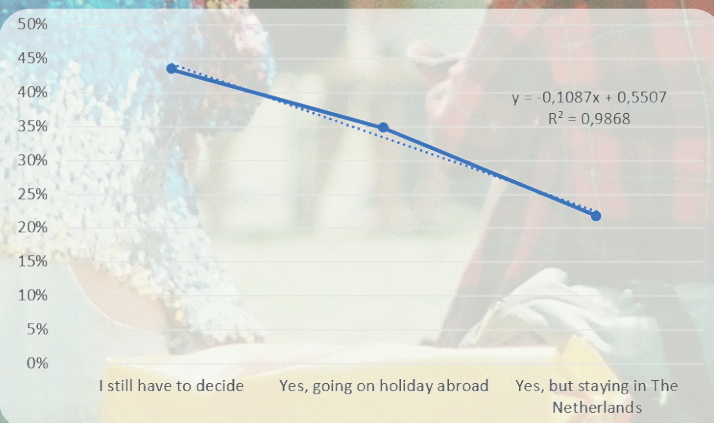 50%
45%
40%
35%
30%
25%
20%
15%
10%
5%
0%
y = -0,1087x + 0,5507
R² = 0,9868
I still have to decide
Yes, going on holiday abroad
Yes, but staying in The
Netherlands